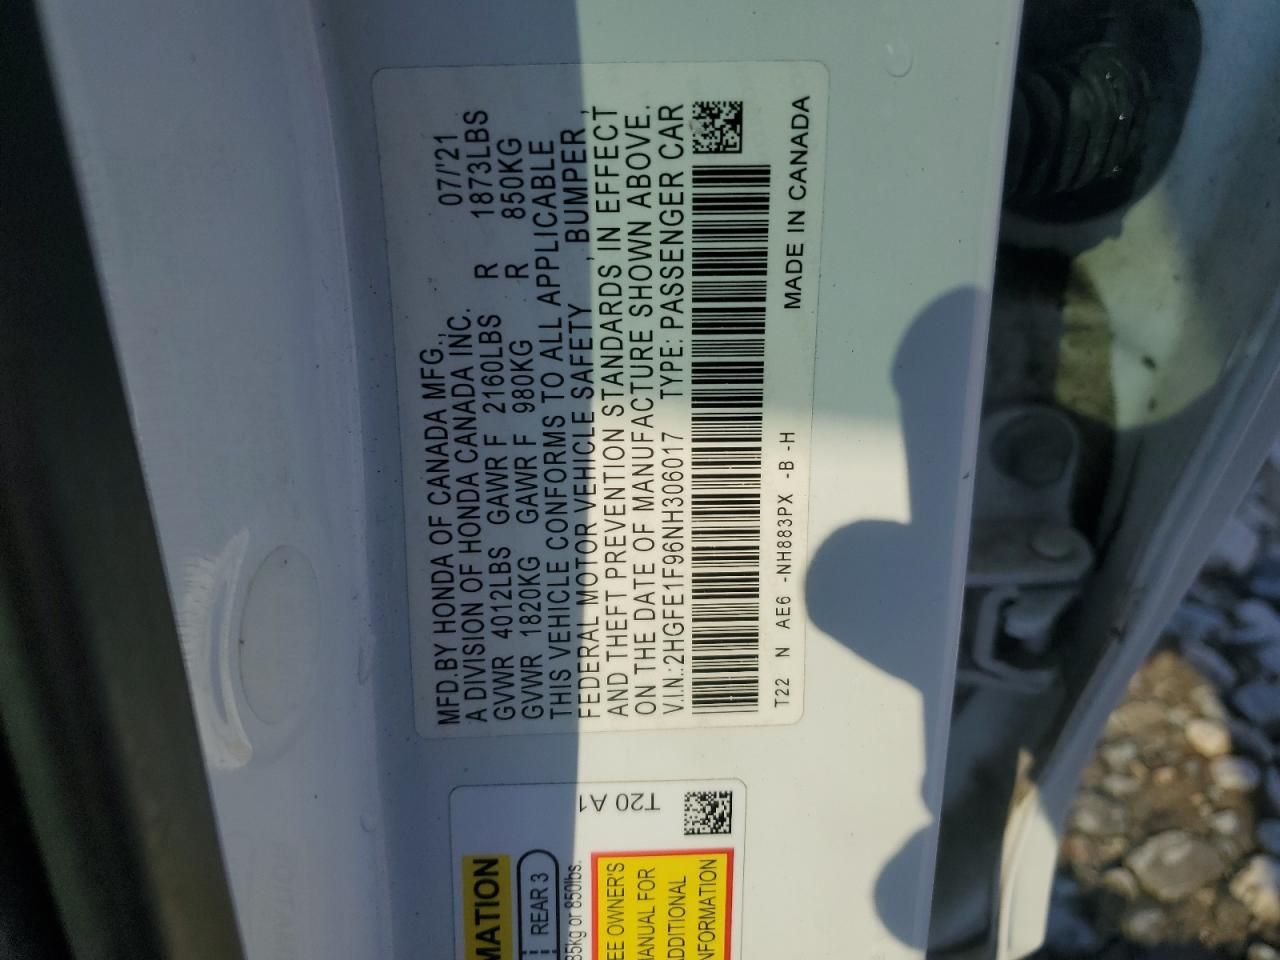 MFD.BY HONDA OF CANADA MFG.,
A DIVISION OF HONDA CANADA INC. 07/'21
GVWR 4012LBS GAWR F 2160LBS R 1873LBS
GVWR 1820KG GAWR F 980KG R 850KG
THIS VEHICLE CONFORMS TO ALL APPLICABLE
FEDERAL MOTOR VEHICLE SAFETY , BUMPER ,
AND THEFT PREVENTION STANDARDS IN EFFECT
ON THE DATE OF MANUFACTURE SHOWN ABOVE.
V.I.N.: 2HGFE1F96NH306017 TYPE: PASSENGER CAR
T22 N AE6 -NH883PX -B -H
MADE IN CANADA
T20 A1
MATION
REAR 3
85kg or 850lbs.
EE OWNER'S
MANUAL FOR
ADDITIONAL
NFORMATION